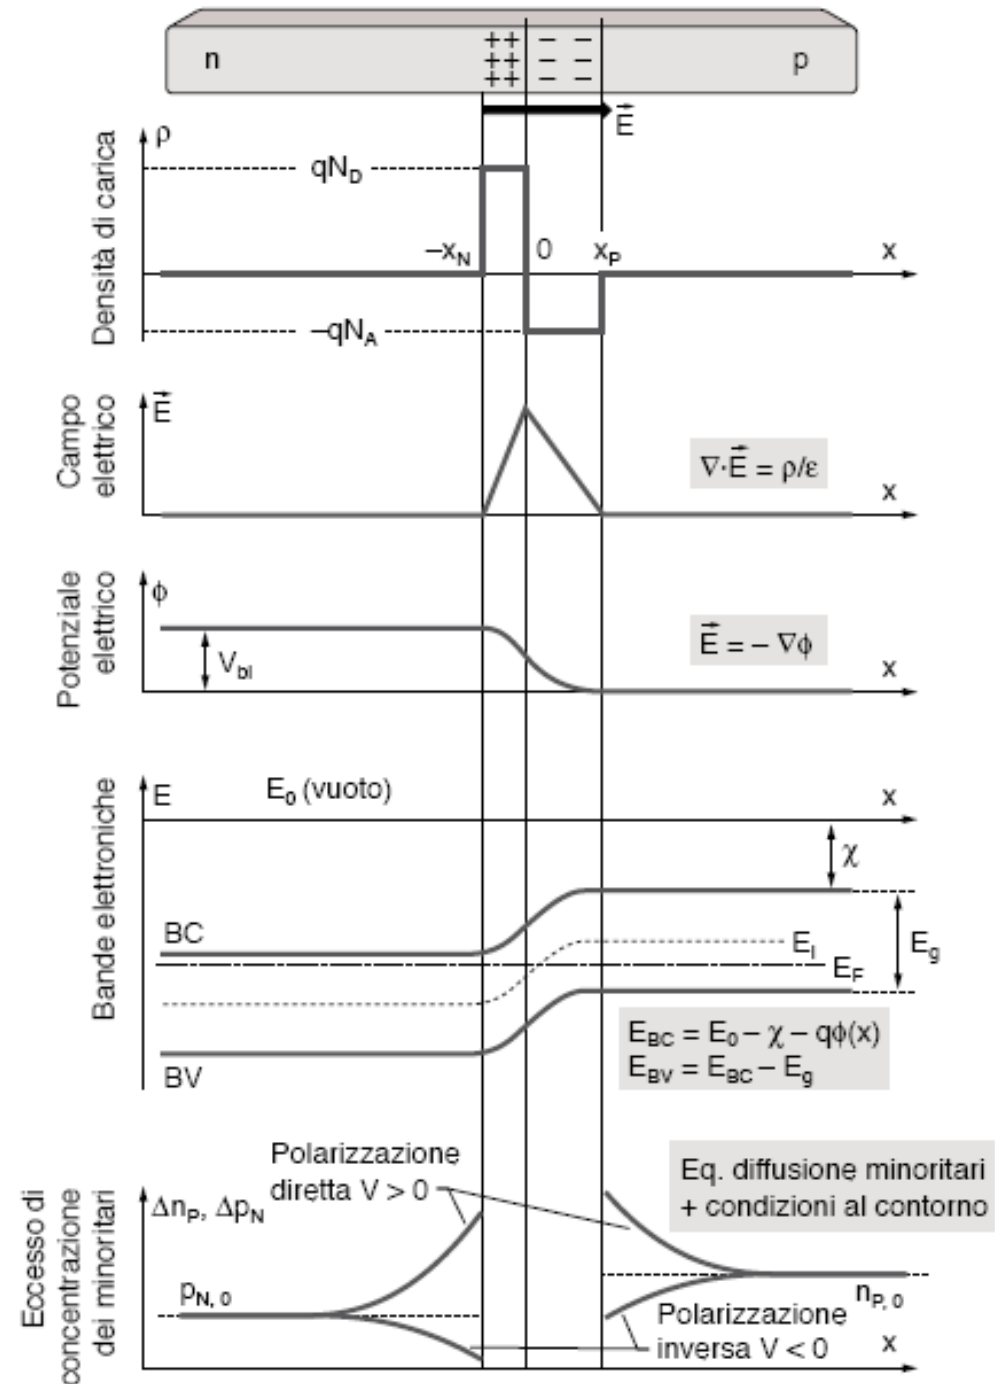 n
++ − −
++ − −
++ − −
p
E⃗
Densità di carica
ρ
qN_D
−x_N
0
x_P
x
−qN_A
Campo
elettrico
E⃗
∇·E⃗ = ρ/ε
x
Potenziale
elettrico
ϕ
V_bi
E⃗ = − ∇ϕ
x
Bande elettroniche
E
E_0 (vuoto)
x
χ
BC
E_I
E_g
E_F
BV
E_BC = E_0 − χ − qϕ(x)
E_BV = E_BC − E_g
Eccesso di
concentrazione
dei minoritari
Δn_P, Δp_N
Polarizzazione
diretta V > 0
Eq. diffusione minoritari
+ condizioni al contorno
p_N, 0
n_P, 0
Polarizzazione
inversa V < 0
x